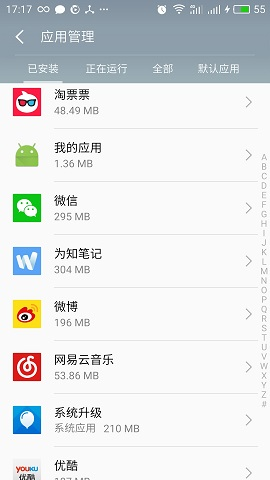 17:17
55
应用管理
已安装 正在运行 全部 默认应用
淘票票
48.49 MB
我的应用
1.36 MB
微信
295 MB
为知笔记
304 MB
微博
196 MB
网易云音乐
53.86 MB
系统升级
系统应用 210 MB
优酷
YOUKU
优酷
A
B
C
D
E
F
G
H
I
J
K
L
M
N
O
P
Q
R
S
T
U
V
W
X
Y
Z
#